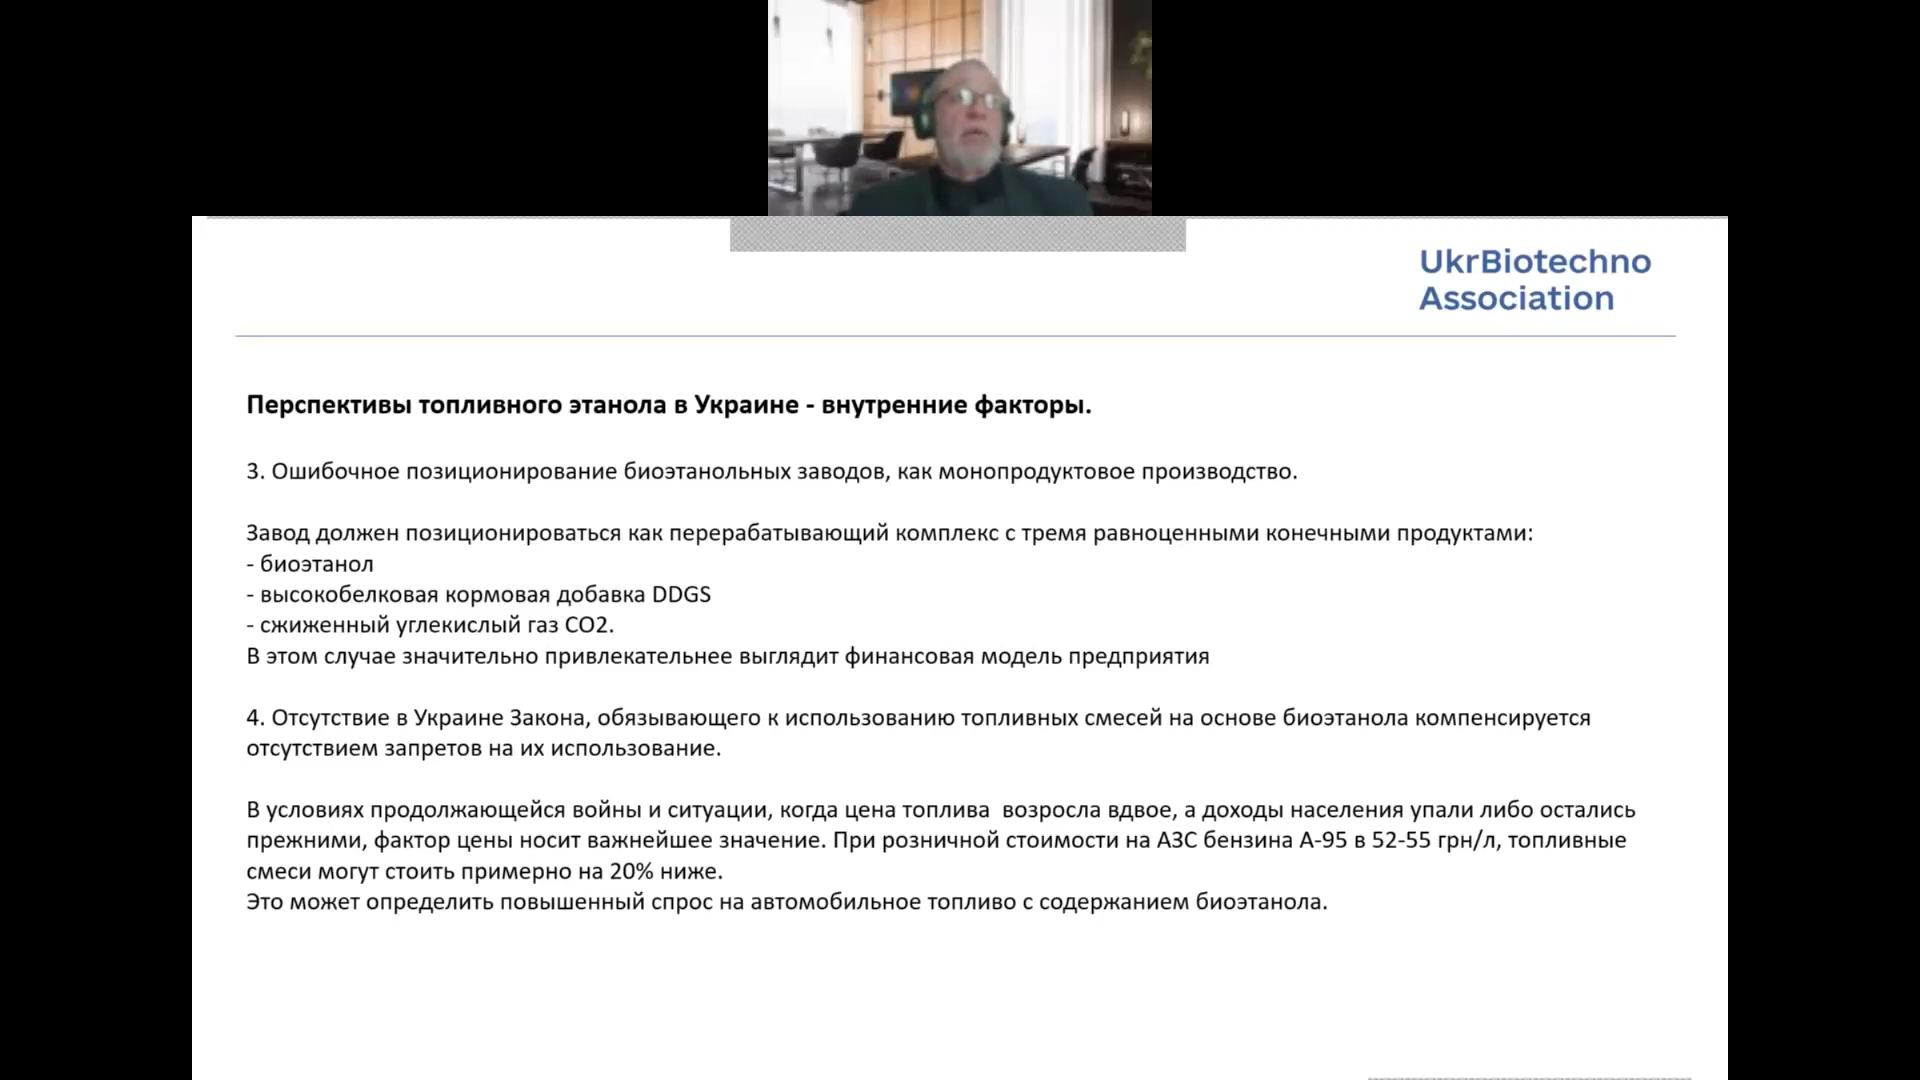 UkrBiotechno
Association
Перспективы топливного этанола в Украине - внутренние факторы.
3. Ошибочное позиционирование биоэтанольных заводов, как монопродуктовое производство.
Завод должен позиционироваться как перерабатывающий комплекс с тремя равноценными конечными продуктами:
- биоэтанол
- высокобелковая кормовая добавка DDGS
- сжиженный углекислый газ СО2.
В этом случае значительно привлекательнее выглядит финансовая модель предприятия
4. Отсутствие в Украине Закона, обязывающего к использованию топливных смесей на основе биоэтанола компенсируется
отсутствием запретов на их использование.
В условиях продолжающейся войны и ситуации, когда цена топлива  возросла вдвое, а доходы населения упали либо остались
прежними, фактор цены носит важнейшее значение. При розничной стоимости на АЗС бензина А-95 в 52-55 грн/л, топливные
смеси могут стоить примерно на 20% ниже.
Это может определить повышенный спрос на автомобильное топливо с содержанием биоэтанола.